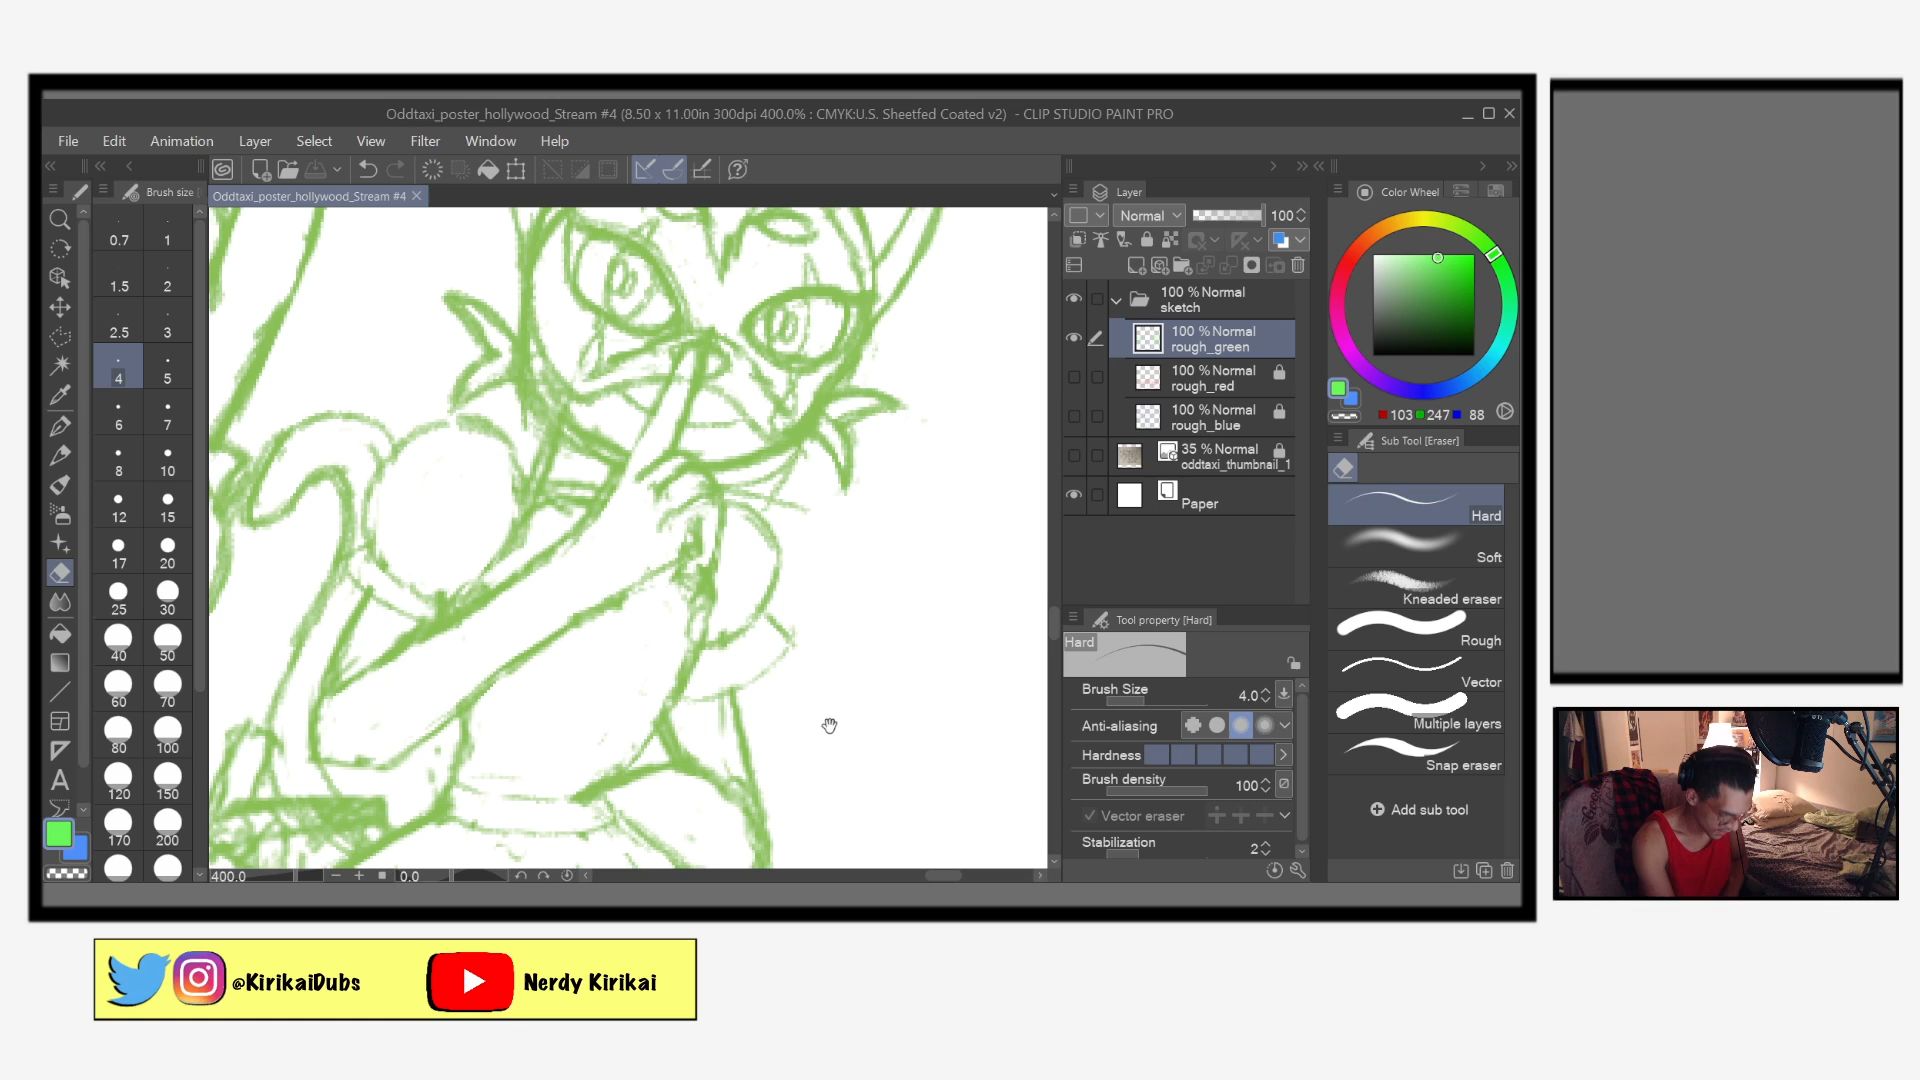 Oddtaxi_poster_hollywood_Stream #4 (8.50 x 11.00in 300dpi 400.0% : CMYK:U.S. Sheetfed Coated v2) - CLIP STUDIO PAINT PRO
File Edit Animation Layer Select View Filter Window Help
Brush size
Oddtaxi_poster_hollywood_Stream #4
0.7 1
1.5 2
2.5 3
4 5
6 7
8 10
12 15
17 20
25 30
40 50
60 70
80 100
120 150
170 200
400.0
0.0
Layer
Normal 100
100 % Normal
sketch
100 % Normal
rough_green
100 % Normal
rough_red
100 % Normal
rough_blue
35 % Normal
oddtaxi_thumbnail_1
Paper
Tool property [Hard]
Hard
Brush Size 4.0
Anti-aliasing
Hardness
Brush density 100
Vector eraser
Stabilization 2
Color Wheel
103 247 88
Sub Tool [Eraser]
Hard
Soft
Kneaded eraser
Rough
Vector
Multiple layers
Snap eraser
Add sub tool
@KirikaiDubs
Nerdy Kirikai